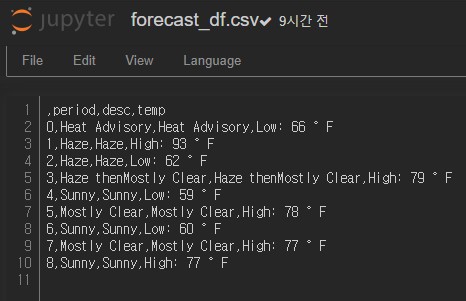 jupyter forecast_df.csv✔ 9시간 전
File Edit View Language
1 ,period,desc,temp
2 0,Heat Advisory,Heat Advisory,Low: 66 ° F
3 1,Haze,Haze,High: 93 ° F
4 2,Haze,Haze,Low: 62 ° F
5 3,Haze thenMostly Clear,Haze thenMostly Clear,High: 79 ° F
6 4,Sunny,Sunny,Low: 59 ° F
7 5,Mostly Clear,Mostly Clear,High: 78 ° F
8 6,Sunny,Sunny,Low: 60 ° F
9 7,Mostly Clear,Mostly Clear,High: 77 ° F
10 8,Sunny,Sunny,High: 77 ° F
11